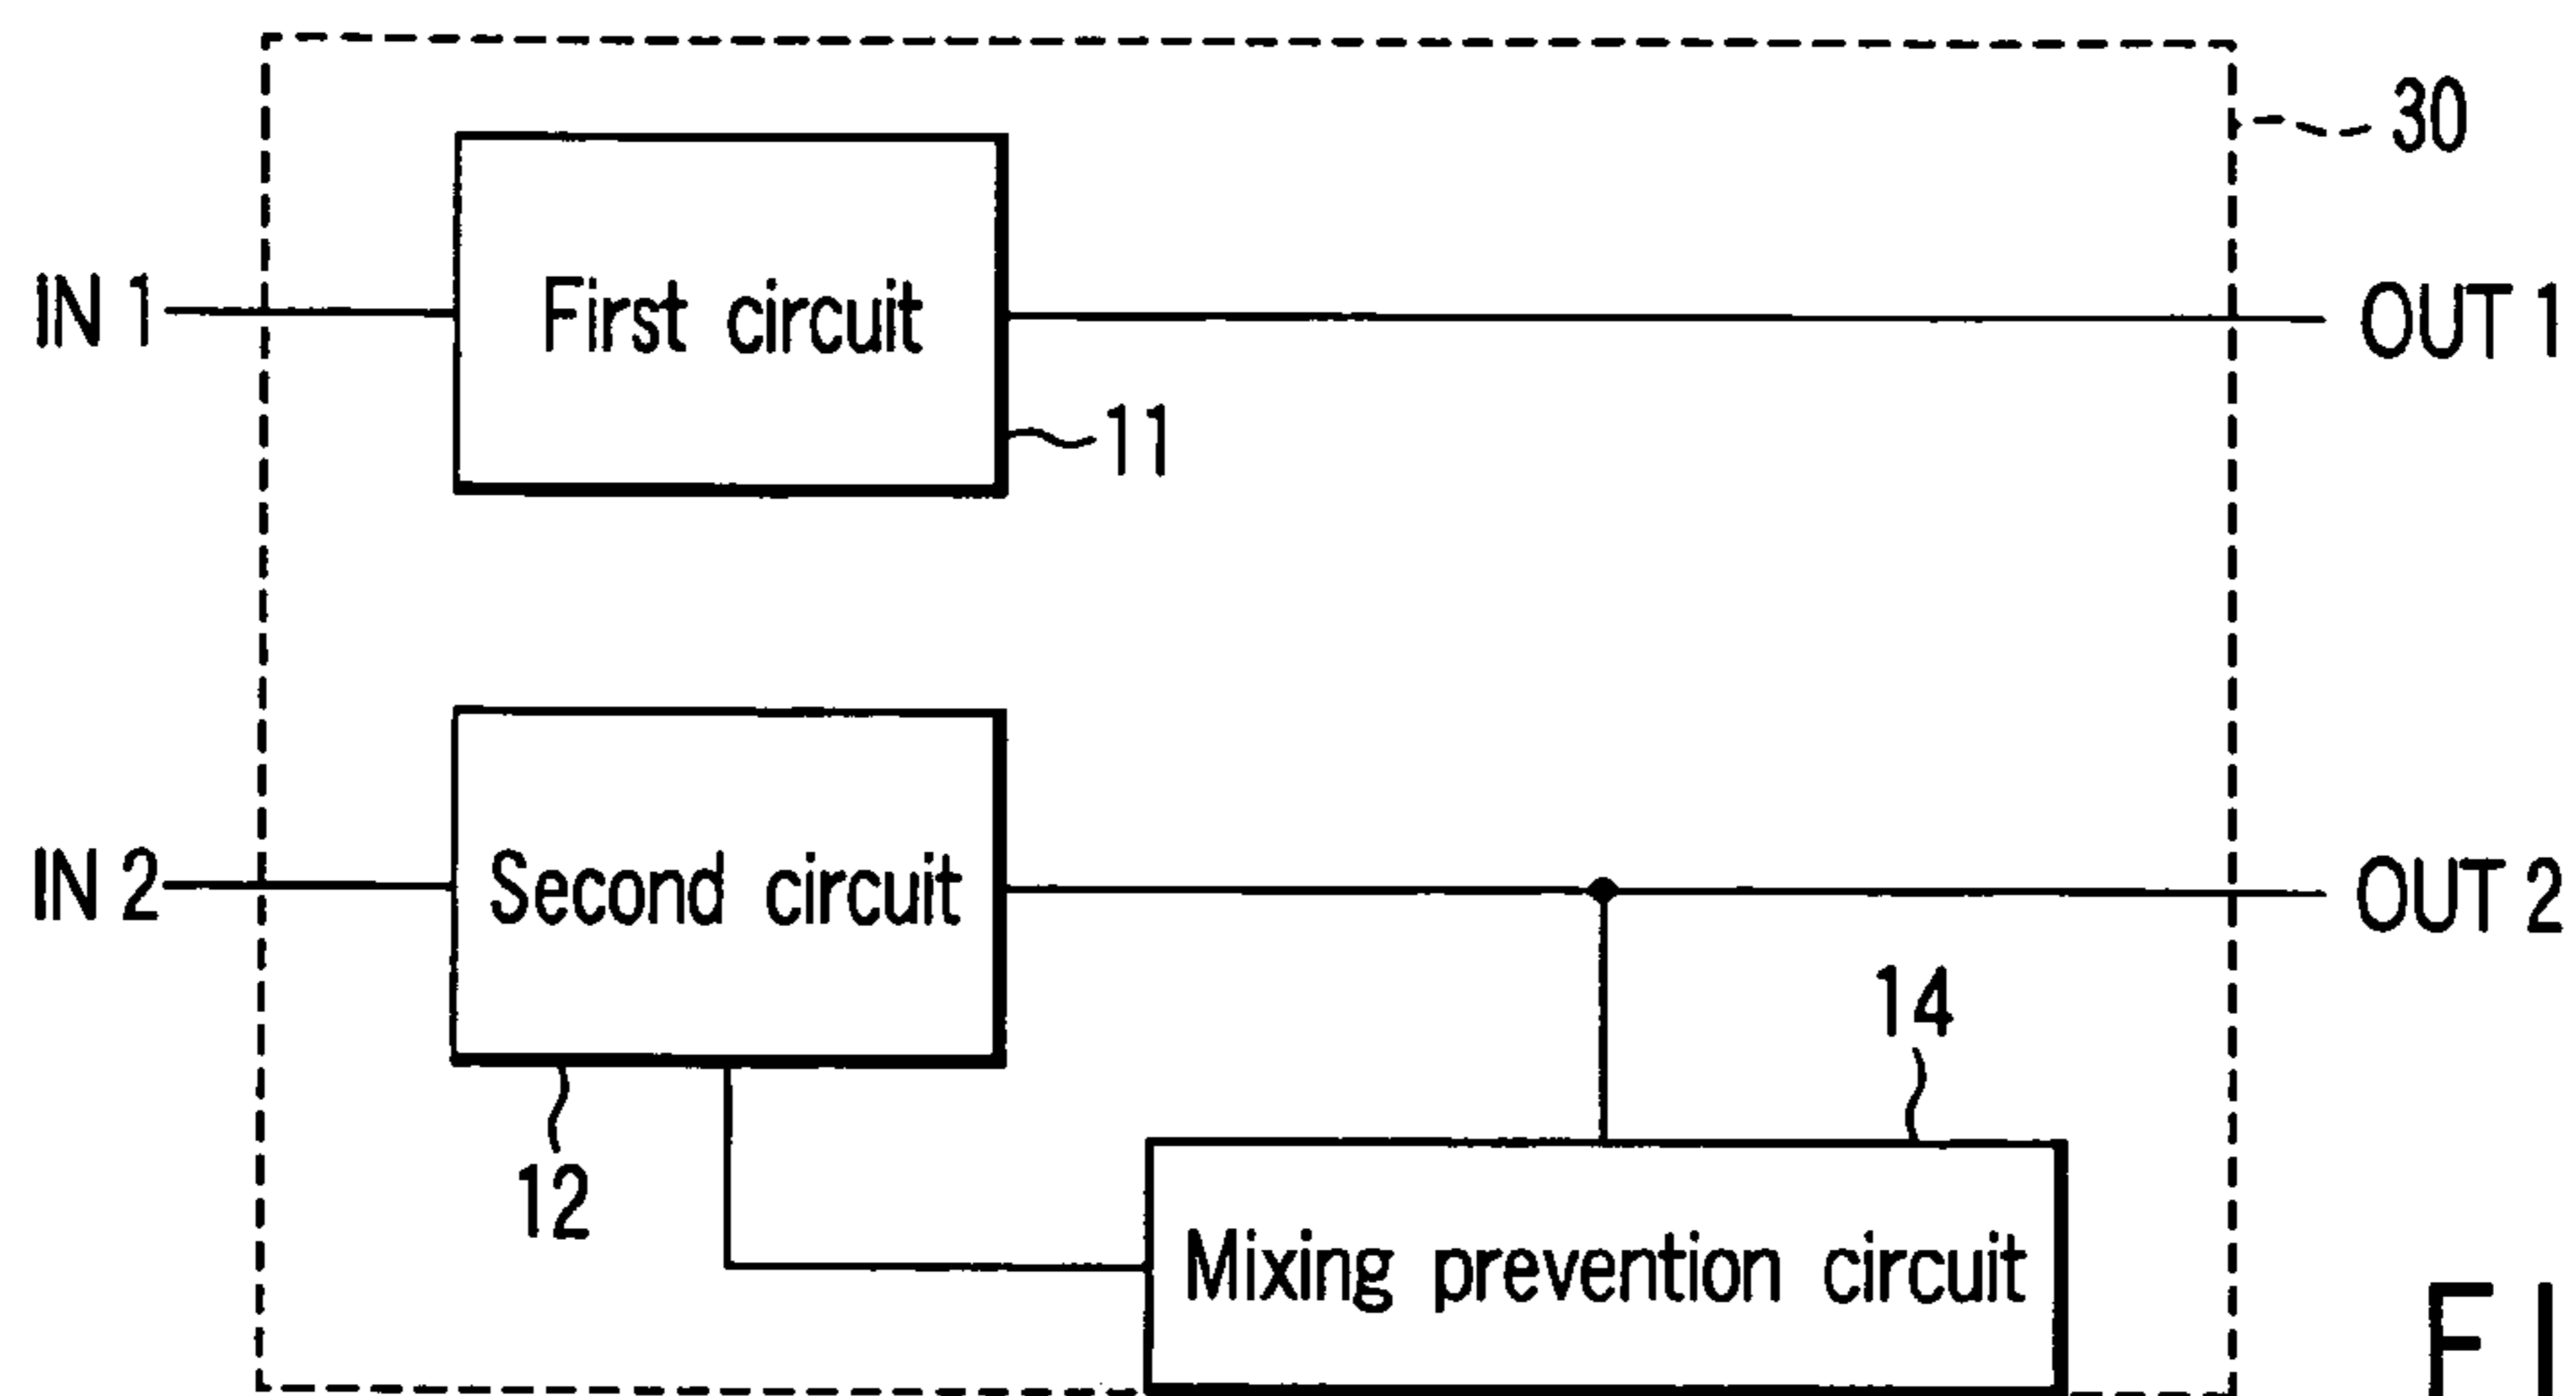 30
IN 1
First circuit
OUT 1
11
IN 2
Second circuit
OUT 2
14
12
Mixing prevention circuit